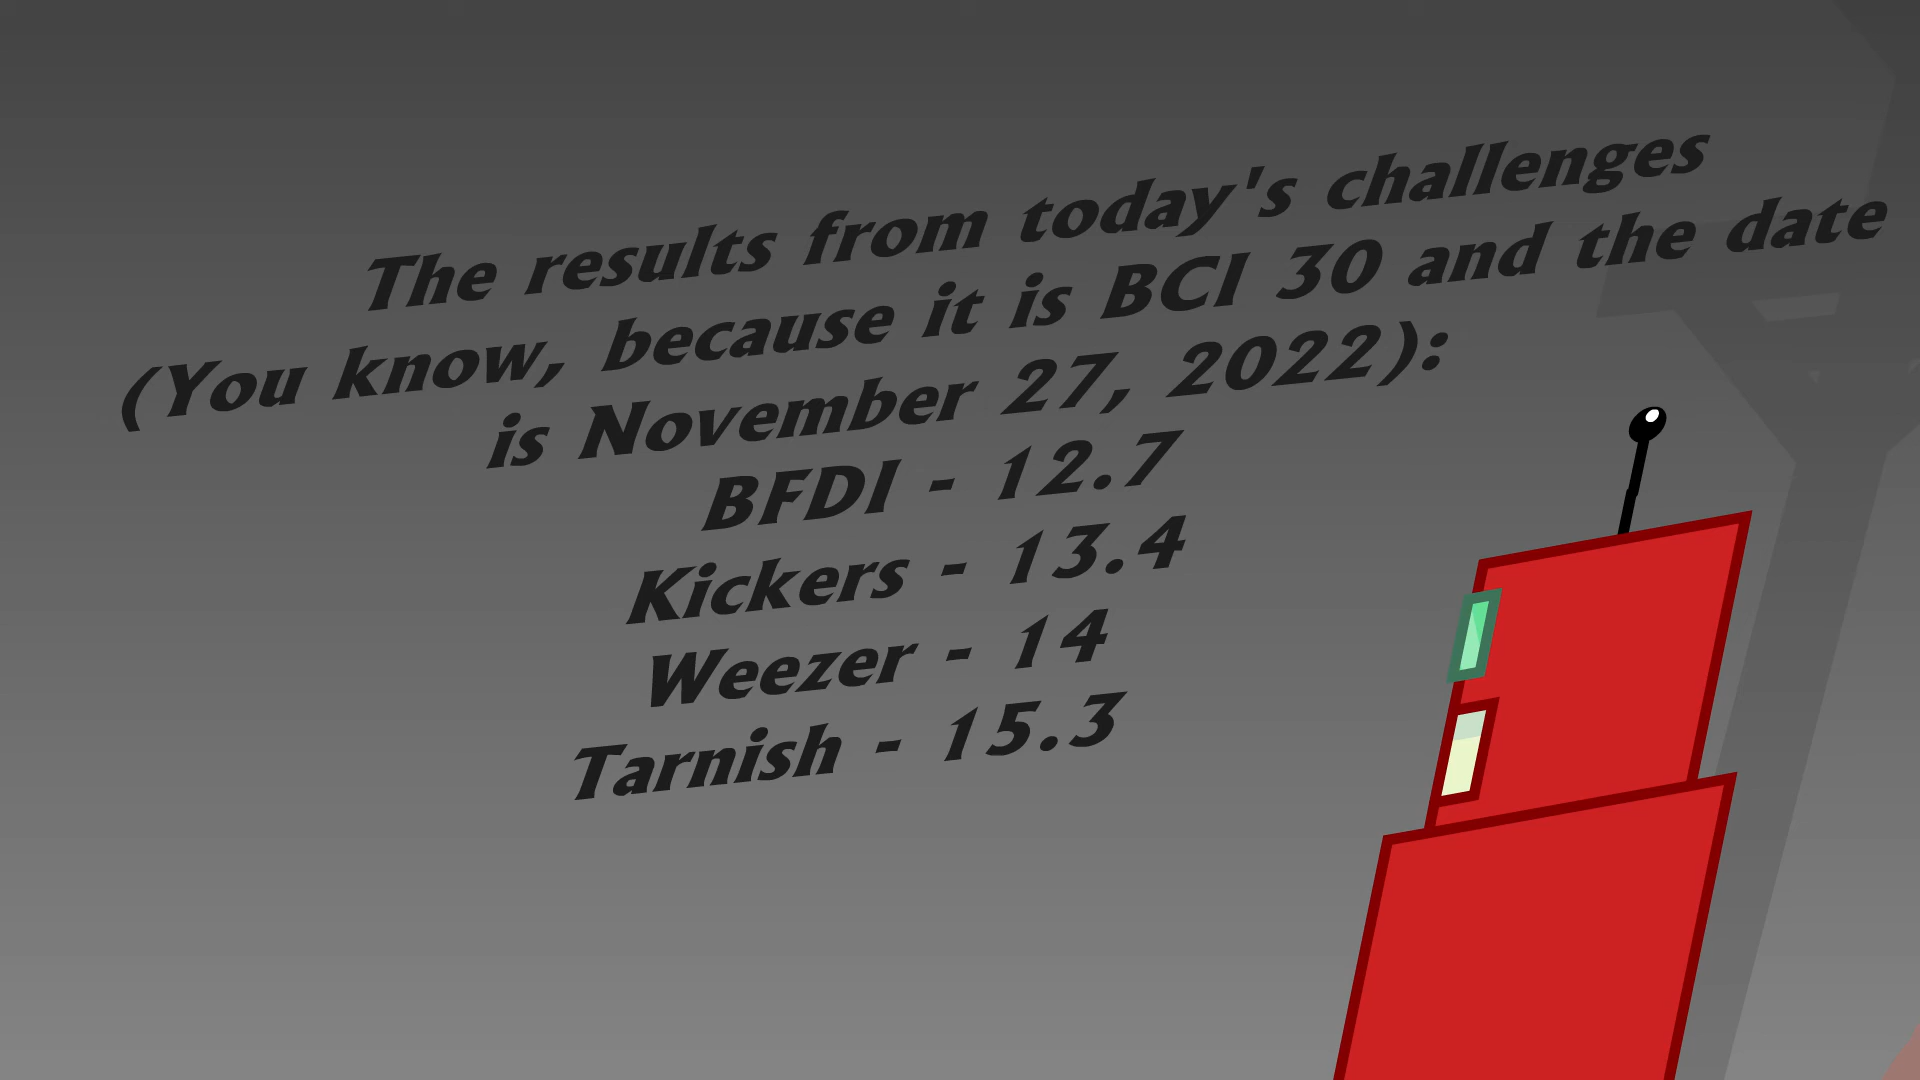 The results from today's challenges
(You know, because it is BCI 30 and the date
is November 27, 2022):
BFDI - 12.7
Kickers - 13.4
Weezer - 14
Tarnish - 15.3